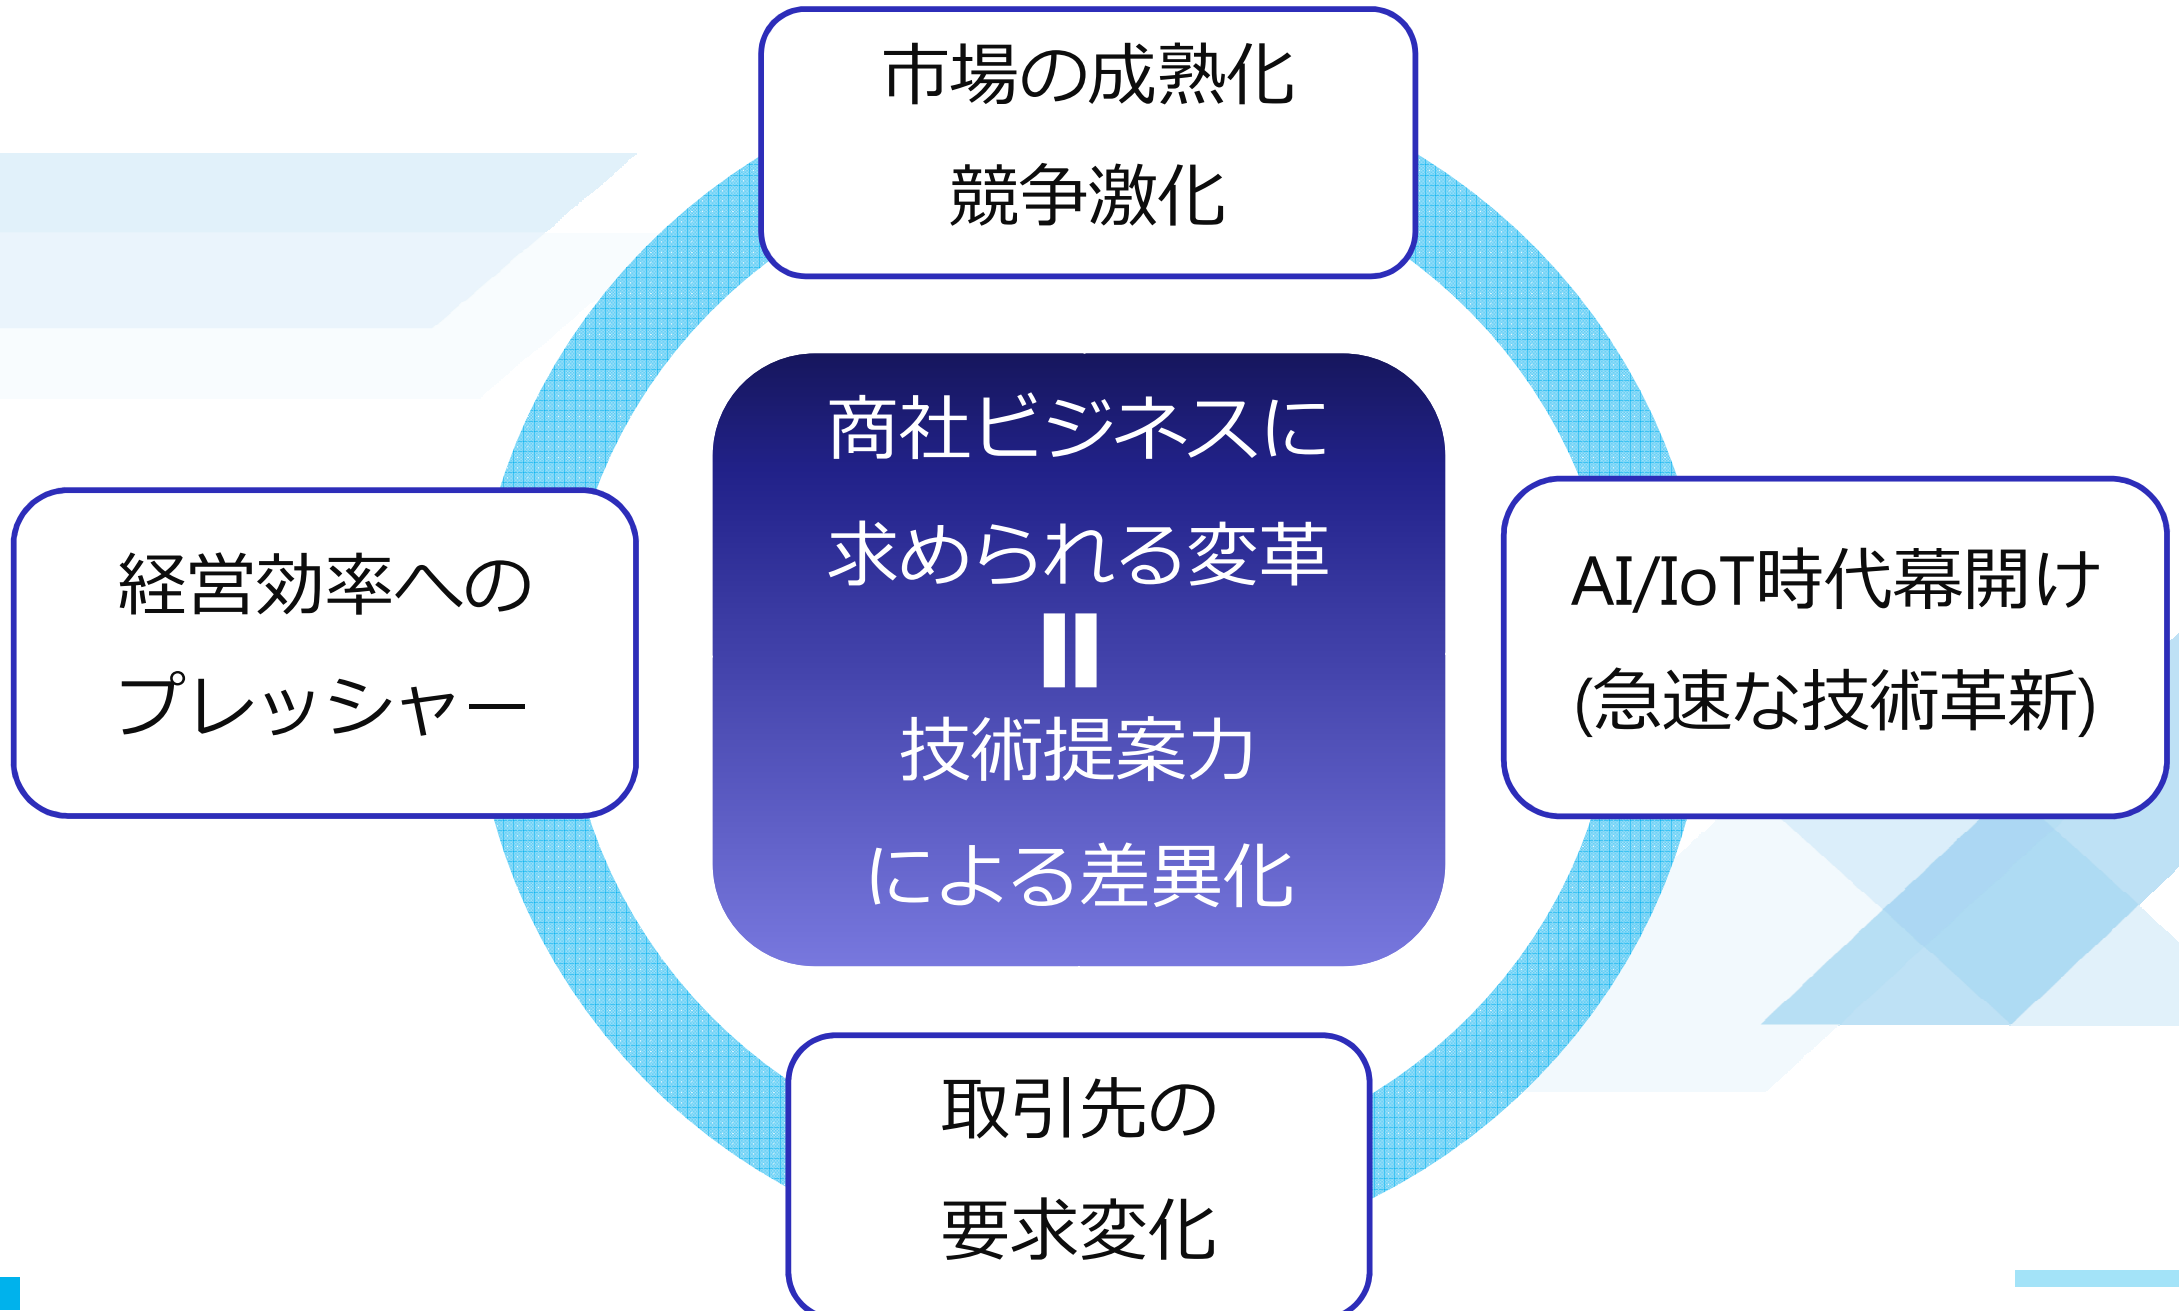 市場の成熟化
競争激化
商社ビジネスに
求められる変革
=
技術提案力
による差異化
経営効率への
プレッシャー
AI/IoT時代幕開け
(急速な技術革新)
取引先の
要求変化